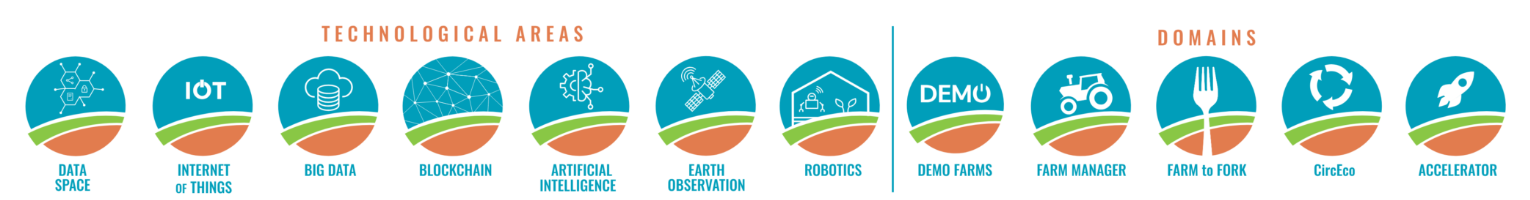 TECHNOLOGICAL AREAS
IOT
DATA
SPACE
INTERNET
OF THINGS
BIG DATA
BLOCKCHAIN
ARTIFICIAL
INTELLIGENCE
EARTH
OBSERVATION
ROBOTICS
DOMAINS
DEMO
DEMO FARMS
FARM MANAGER
FARM to FORK
CircEco
ACCELERATOR